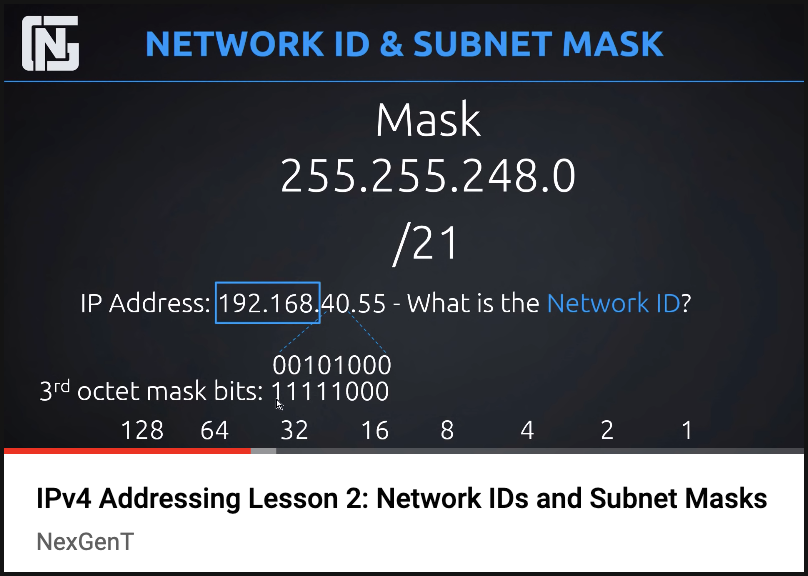 NG
NETWORK ID & SUBNET MASK
Mask
255.255.248.0
/21
IP Address: 192.168.40.55 - What is the Network ID?
00101000
3rd octet mask bits: 11111000
128 64 32 16 8 4 2 1
IPv4 Addressing Lesson 2: Network IDs and Subnet Masks
NexGenT